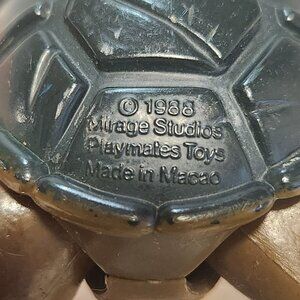 © 1988
Mirage Studios
Playmates Toys
Made in Macao